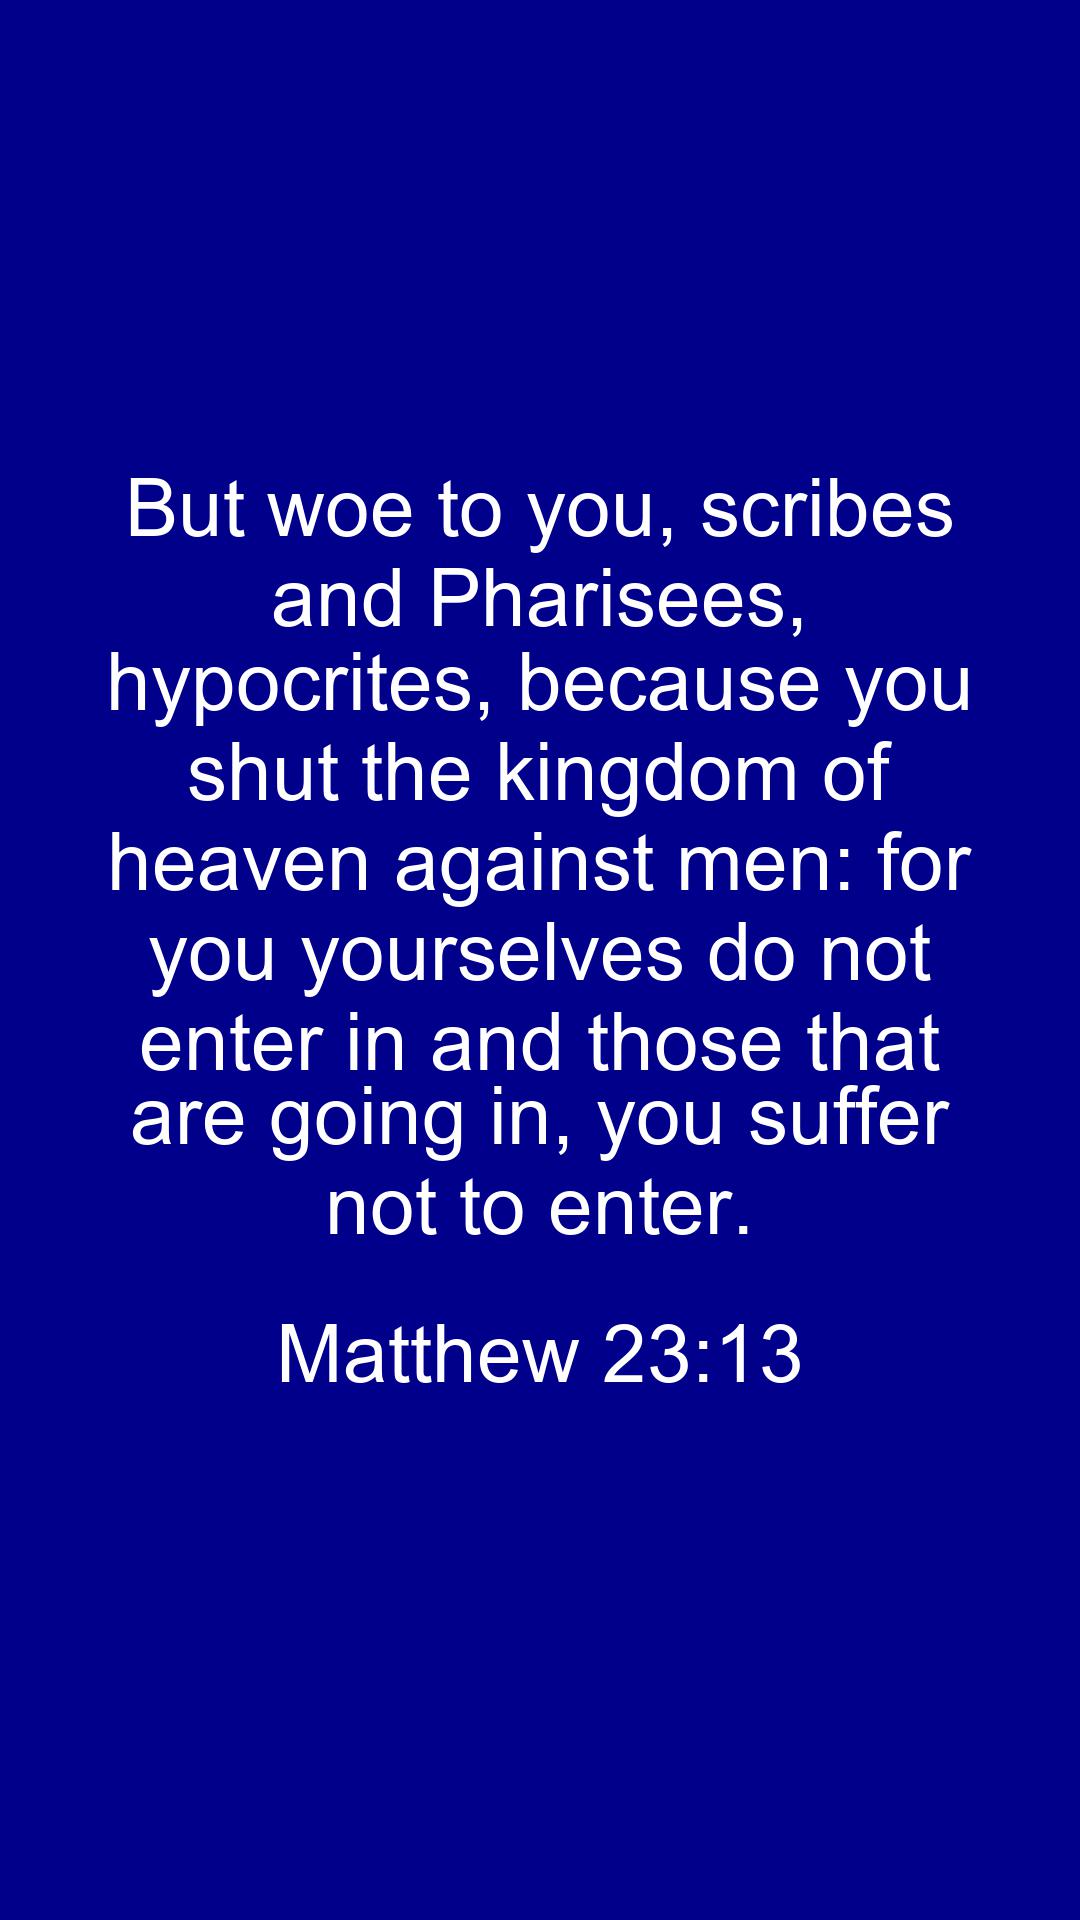 But woe to you, scribes
and Pharisees,
hypocrites, because you
shut the kingdom of
heaven against men: for
you yourselves do not
enter in and those that
are going in, you suffer
not to enter.
Matthew 23:13